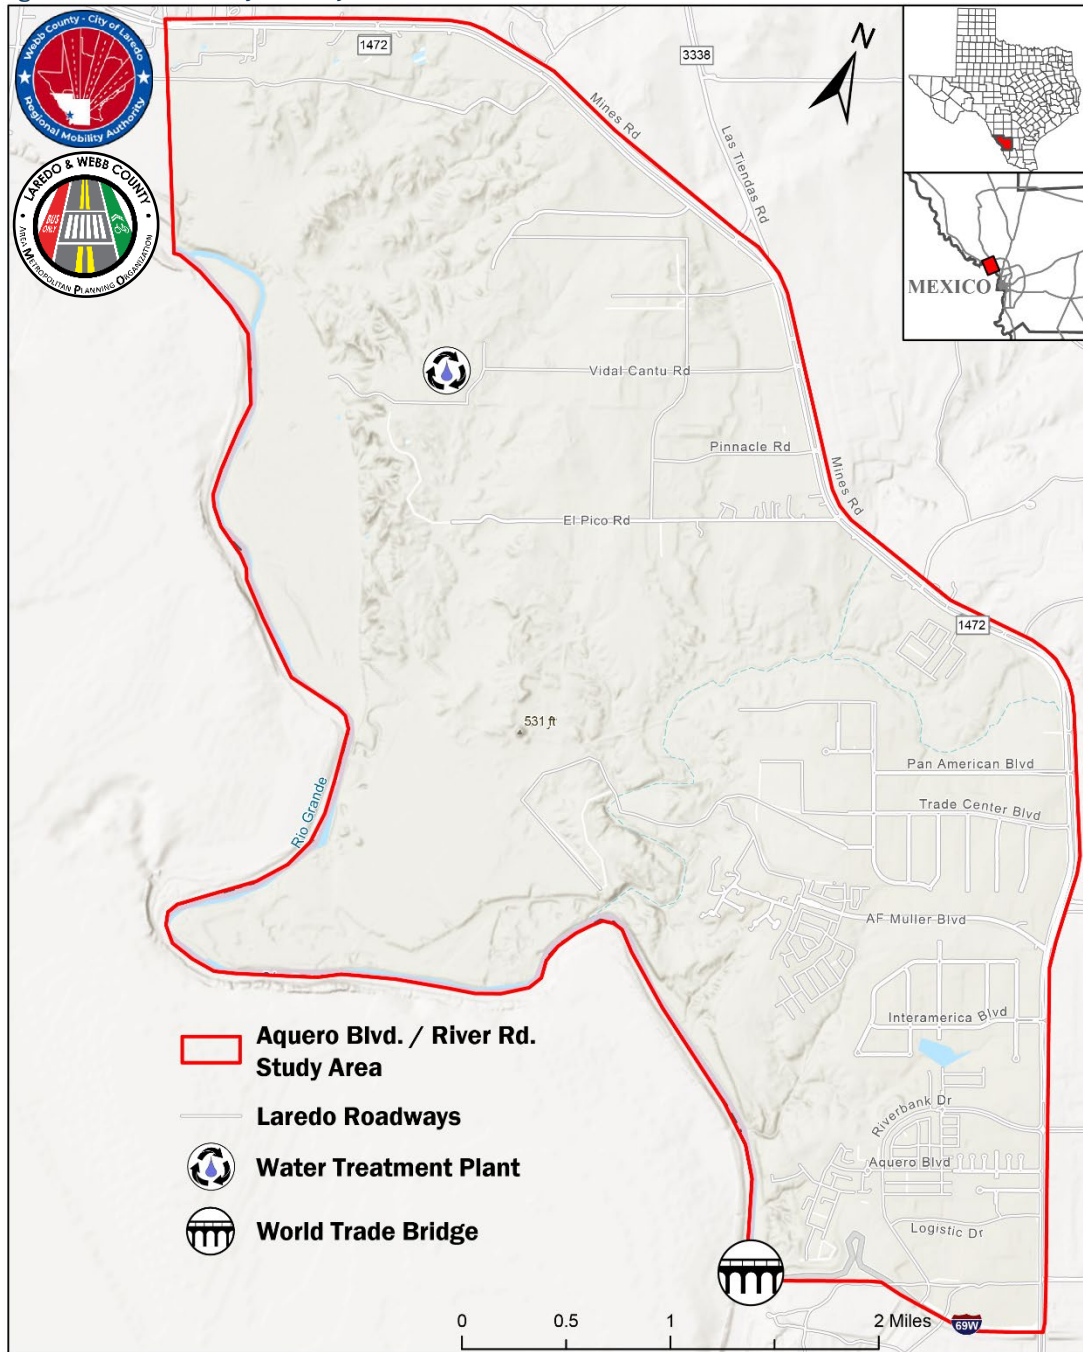 Webb County - City of Laredo
Regional Mobility Authority
LAREDO & WEBB COUNTY
AREA METROPOLITAN PLANNING ORGANIZATION
BUS
ONLY
1472
3338
N
Mines Rd
Las Tiendas Rd
MEXICO
Vidal Cantu Rd
Pinnacle Rd
Mines Rd
El Pico Rd
1472
531 ft
Pan American Blvd
Rio Grande
Trade Center Blvd
AF Muller Blvd
Interamerica Blvd
Aquero Blvd. / River Rd.
Study Area
Riverbank Dr
Laredo Roadways
Water Treatment Plant
Aquero Blvd
World Trade Bridge
Logistic Dr
0 0.5 1 2 Miles
69W